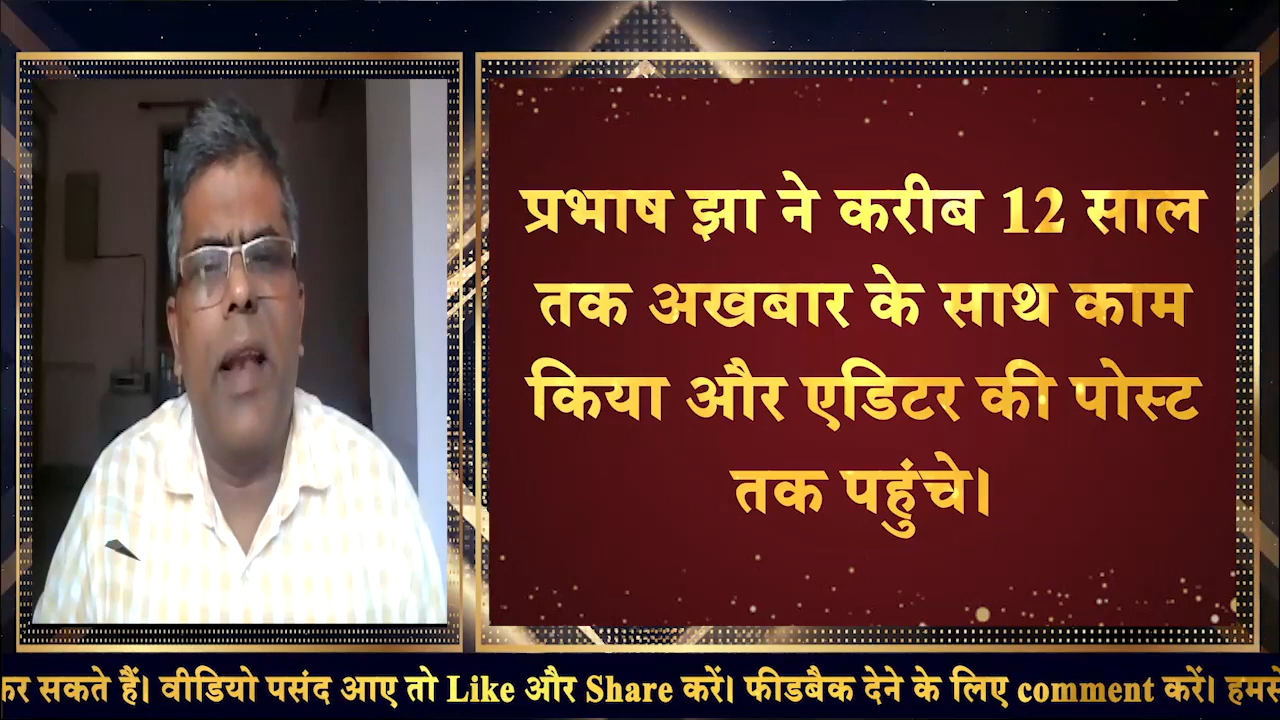 प्रभाष झा ने करीब 12 साल
तक अखबार के साथ काम
किया और एडिटर की पोस्ट
तक पहुंचे।
कर सकते हैं। वीडियो पसंद आए तो Like और Share करें। फीडबैक देने के लिए comment करें।